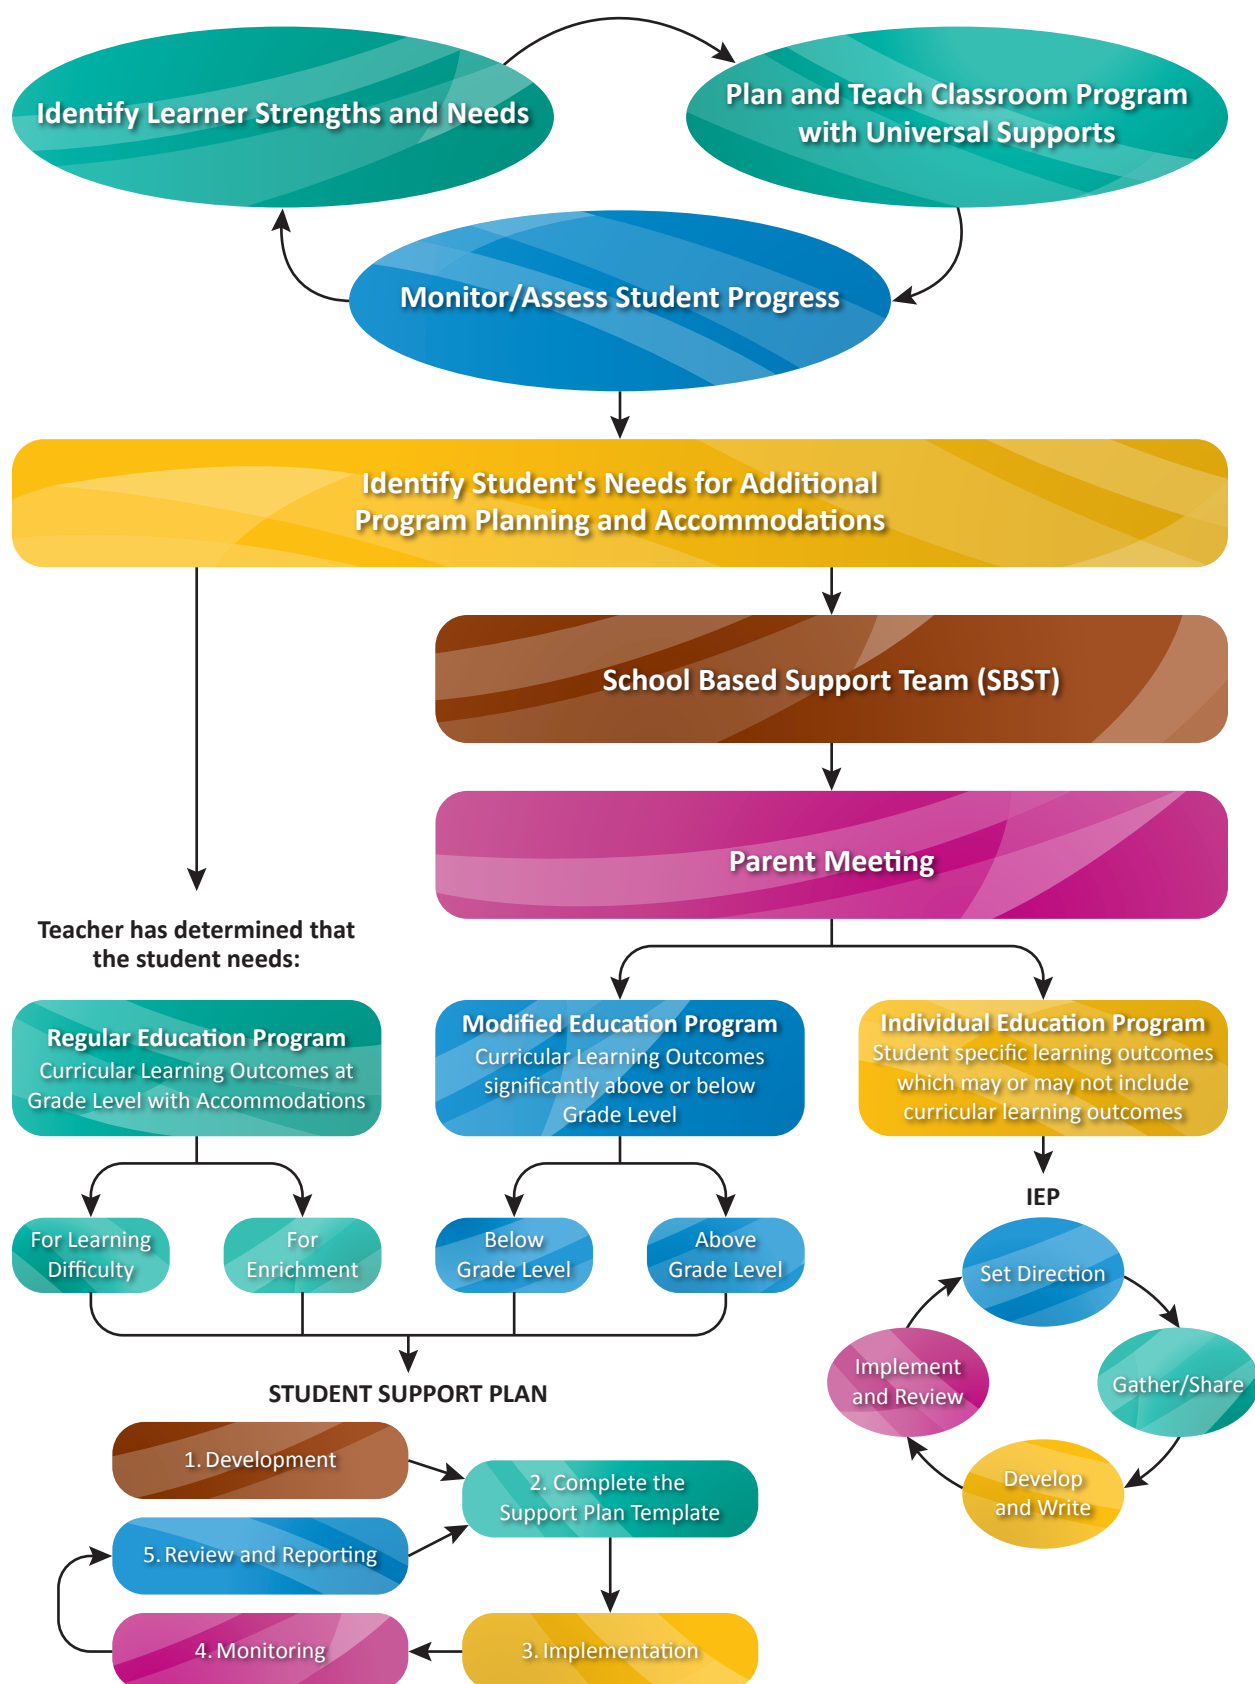 Identify Learner Strengths and Needs
Plan and Teach Classroom Program
with Universal Supports
Monitor/Assess Student Progress
Identify Student's Needs for Additional
Program Planning and Accommodations
School Based Support Team (SBST)
Parent Meeting
Teacher has determined that
the student needs:
Regular Education Program
Curricular Learning Outcomes at
Grade Level with Accommodations
Modified Education Program
Curricular Learning Outcomes
significantly above or below
Grade Level
Individual Education Program
Student specific learning outcomes
which may or may not include
curricular learning outcomes
For Learning
Difficulty
For
Enrichment
Below
Grade Level
Above
Grade Level
IEP
Set Direction
Gather/Share
Develop
and Write
Implement
and Review
STUDENT SUPPORT PLAN
1. Development
2. Complete the
Support Plan Template
5. Review and Reporting
4. Monitoring
3. Implementation